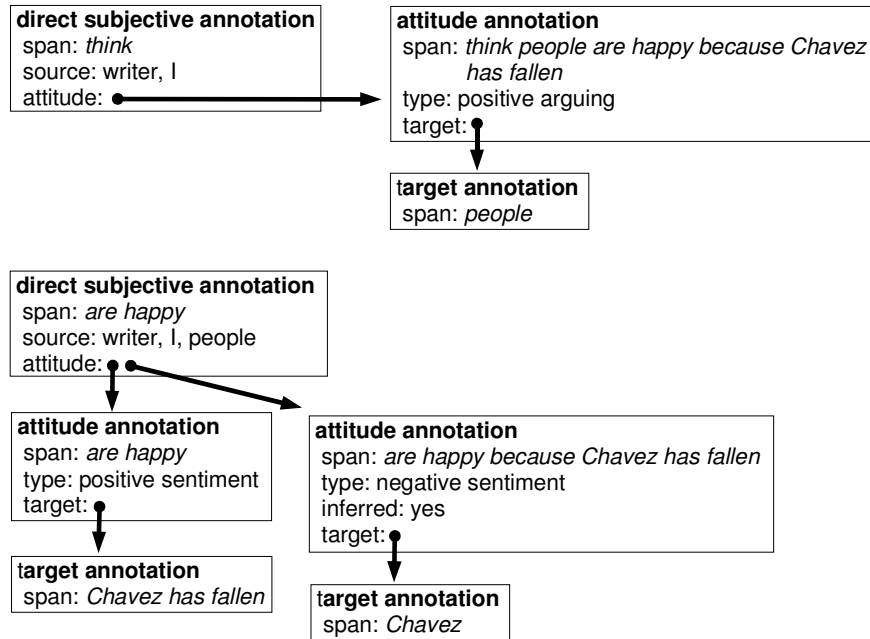 direct subjective annotation
span: think
source: writer, I
attitude:
attitude annotation
span: think people are happy because Chavez
has fallen
type: positive arguing
target:
target annotation
span: people
direct subjective annotation
span: are happy
source: writer, I, people
attitude:
attitude annotation
span: are happy
type: positive sentiment
target:
target annotation
span: Chavez has fallen
attitude annotation
span: are happy because Chavez has fallen
type: negative sentiment
inferred: yes
target:
target annotation
span: Chavez